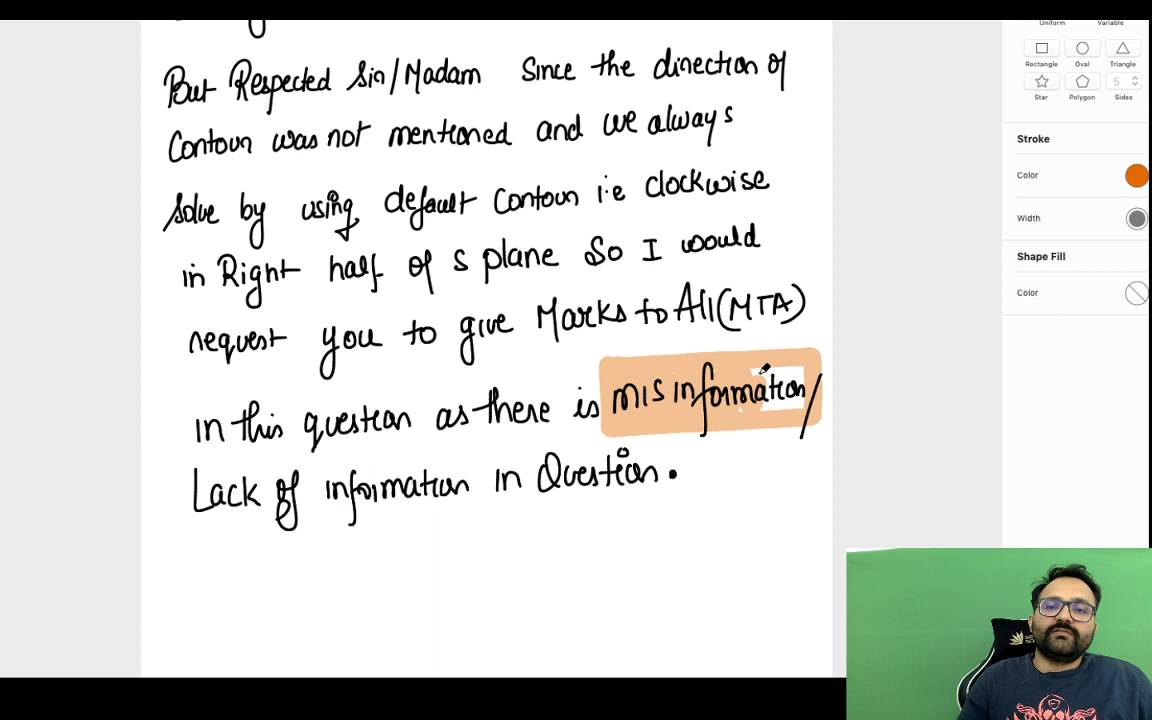 But Respected Sir/Madam Since the direction of
Contour was not mentioned and we always
solve by using default Contour i.e clockwise
in Right half of s plane So I would
request you to give Marks to All (MTA)
in this question as there is misinformation/
Lack of information in Question.
Uniform Variable
Rectangle Oval Triangle
5
Star Polygon Sides
Stroke
Color
Width
Shape Fill
Color